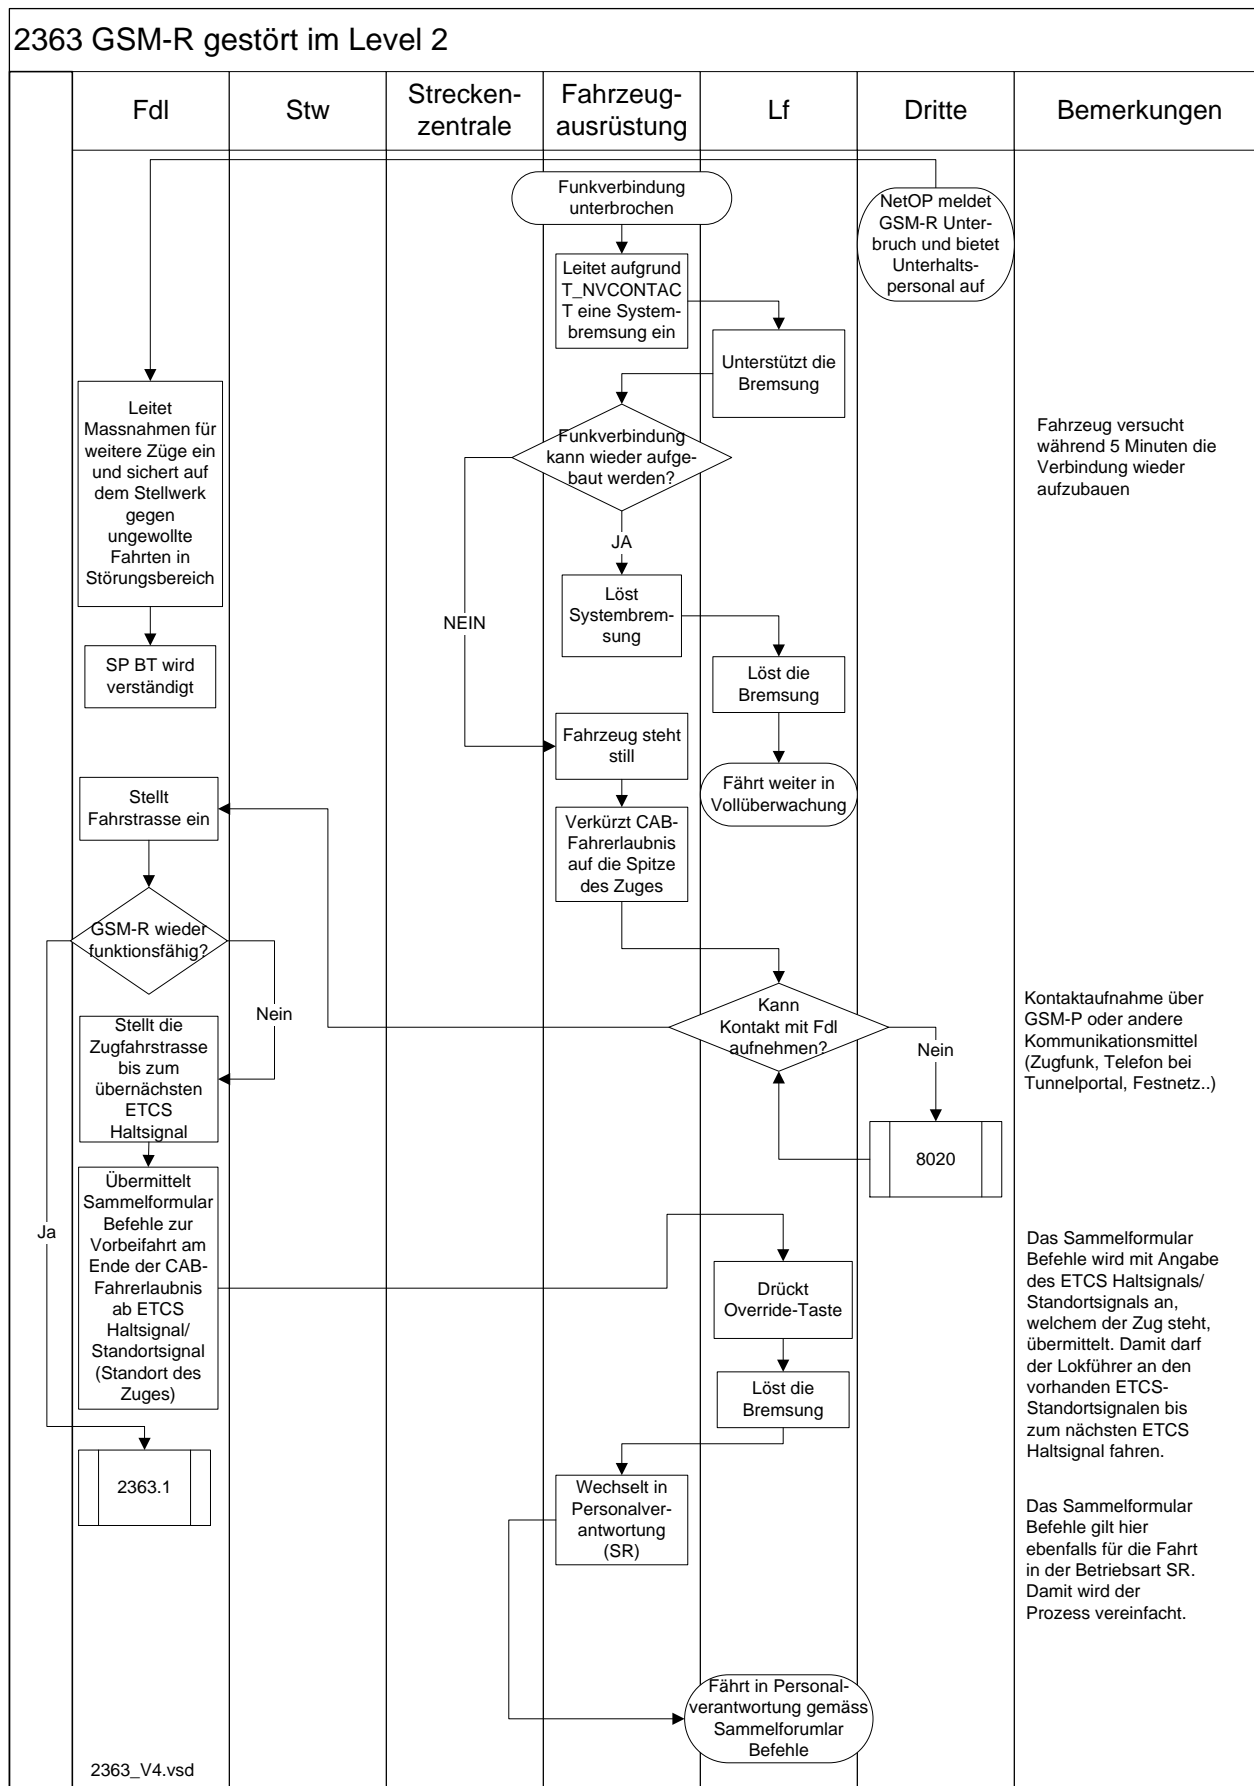 2363 GSM-R gestört im Level 2
Fdl
Stw
Strecken-
zentrale
Fahrzeug-
ausrüstung
Lf
Dritte
Bemerkungen
Funkverbindung
unterbrochen
NetOP meldet
GSM-R Unter-
bruch und bietet
Unterhalts-
personal auf
Leitet aufgrund
T_NVCONTAC
T eine System-
bremsung ein
Unterstützt die
Bremsung
Leitet
Massnahmen für
weitere Züge ein
und sichert auf
dem Stellwerk
gegen
ungewollte
Fahrten in
Störungsbereich
Funkverbindung
kann wieder aufge-
baut werden?
Fahrzeug versucht
während 5 Minuten die
Verbindung wieder
aufzubauen
JA
NEIN
Löst
Systembrem-
sung
SP BT wird
verständigt
Löst die
Bremsung
Fahrzeug steht
still
Fährt weiter in
Vollüberwachung
Stellt
Fahrstrasse ein
Verkürzt CAB-
Fahrerlaubnis
auf die Spitze
des Zuges
GSM-R wieder
funktionsfähig?
Nein
Kann
Kontakt mit Fdl
aufnehmen?
Nein
Kontaktaufnahme über
GSM-P oder andere
Kommunikationsmittel
(Zugfunk, Telefon bei
Tunnelportal, Festnetz..)
Stellt die
Zugfahrstrasse
bis zum
übernächsten
ETCS
Haltsignal
8020
Übermittelt
Sammelformular
Befehle zur
Vorbeifahrt am
Ende der CAB-
Fahrerlaubnis
ab ETCS
Haltsignal/
Standortsignal
(Standort des
Zuges)
Ja
Drückt
Override-Taste
Das Sammelformular
Befehle wird mit Angabe
des ETCS Haltsignals/
Standortsignals an,
welchem der Zug steht,
übermittelt. Damit darf
der Lokführer an den
vorhanden ETCS-
Standortsignalen bis
zum nächsten ETCS
Haltsignal fahren.
Löst die
Bremsung
2363.1
Wechselt in
Personalver-
antwortung
(SR)
Das Sammelformular
Befehle gilt hier
ebenfalls für die Fahrt
in der Betriebsart SR.
Damit wird der
Prozess vereinfacht.
Fährt in Personal-
verantwortung gemäss
Sammelforumlar
Befehle
2363_V4.vsd